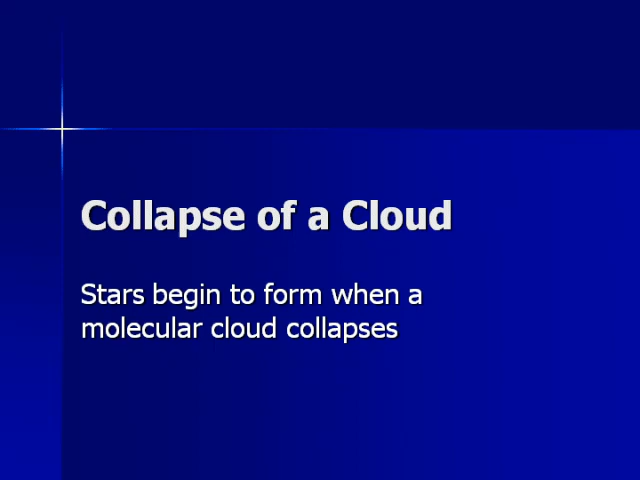 Collapse of a Cloud
Stars begin to form when a
molecular cloud collapses